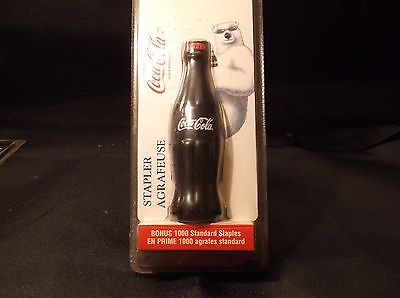 Coca-Cola
Coca-Cola
STAPLER
AGRAFEUSE
BONUS 1000 Standard Staples
EN PRIME 1000 agrafes standard